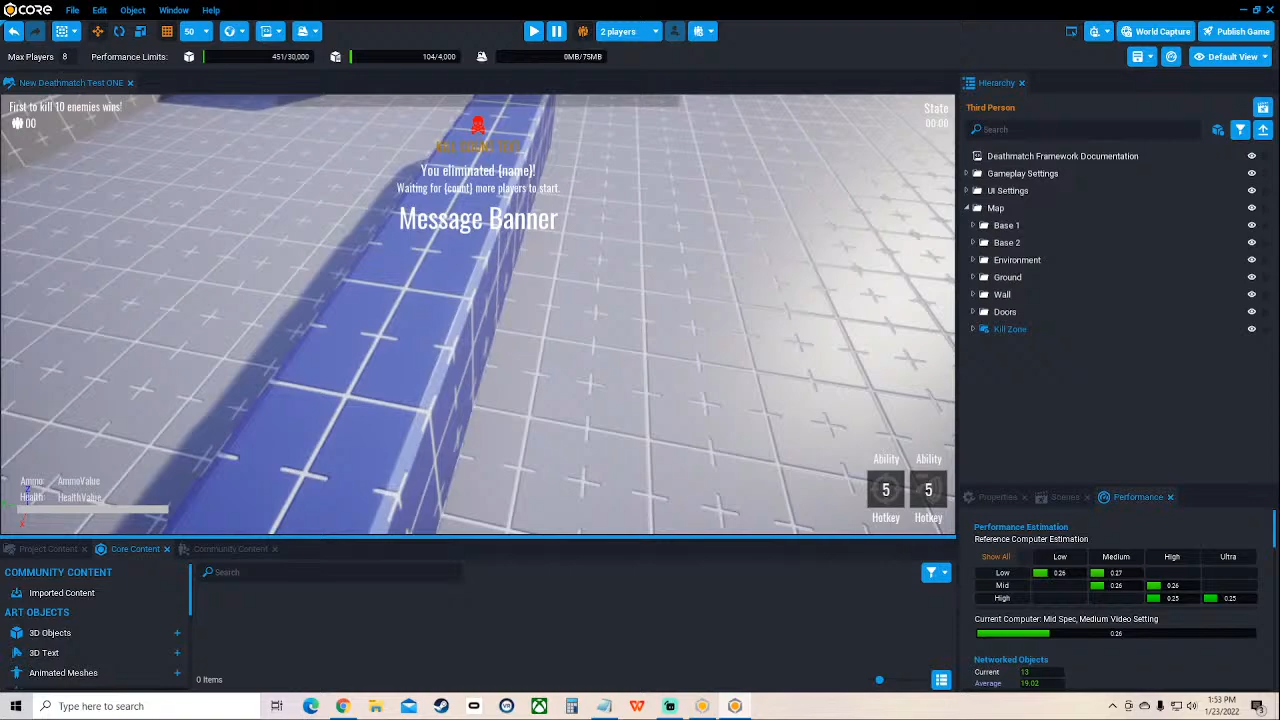 CORE
File Edit Object Window Help
50
2 players
World Capture
Publish Game
Max Players 8 Performance Limits: 451/30,000 104/4,000 0MB/75MB
Default View
New Deathmatch Test ONE
Hierarchy
First to kill 10 enemies wins!
00
State
00:00
You eliminated {name}!
Waiting for {count} more players to start.
Message Banner
Ammo: AmmoValue
Health: HealthValue
Ability Ability
5 5
Hotkey Hotkey
Third Person
Search
Deathmatch Framework Documentation
Gameplay Settings
UI Settings
Map
Base 1
Base 2
Environment
Ground
Wall
Doors
Kill Zone
Project Content
Core Content
Community Content
COMMUNITY CONTENT
Imported Content
ART OBJECTS
3D Objects
3D Text
Animated Meshes
Search
0 Items
Properties
Scenes
Performance
Performance Estimation
Reference Computer Estimation
Show All Low Medium High Ultra
Low 0.26 0.27
Mid 0.26 0.26
High 0.25 0.25
Current Computer: Mid Spec, Medium Video Setting
0.26
Networked Objects
Current 13
Average 19.02
Type here to search
1:53 PM
1/23/2022